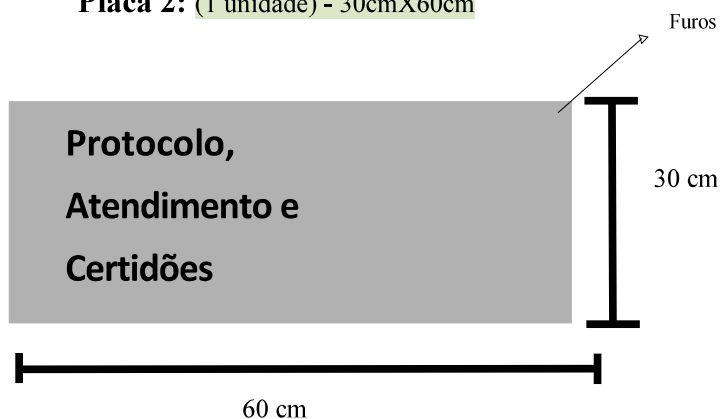 Placa 2: (1 unidade) - 30cmX60cm
Furos
Protocolo,
Atendimento e
Certidões
30 cm
60 cm